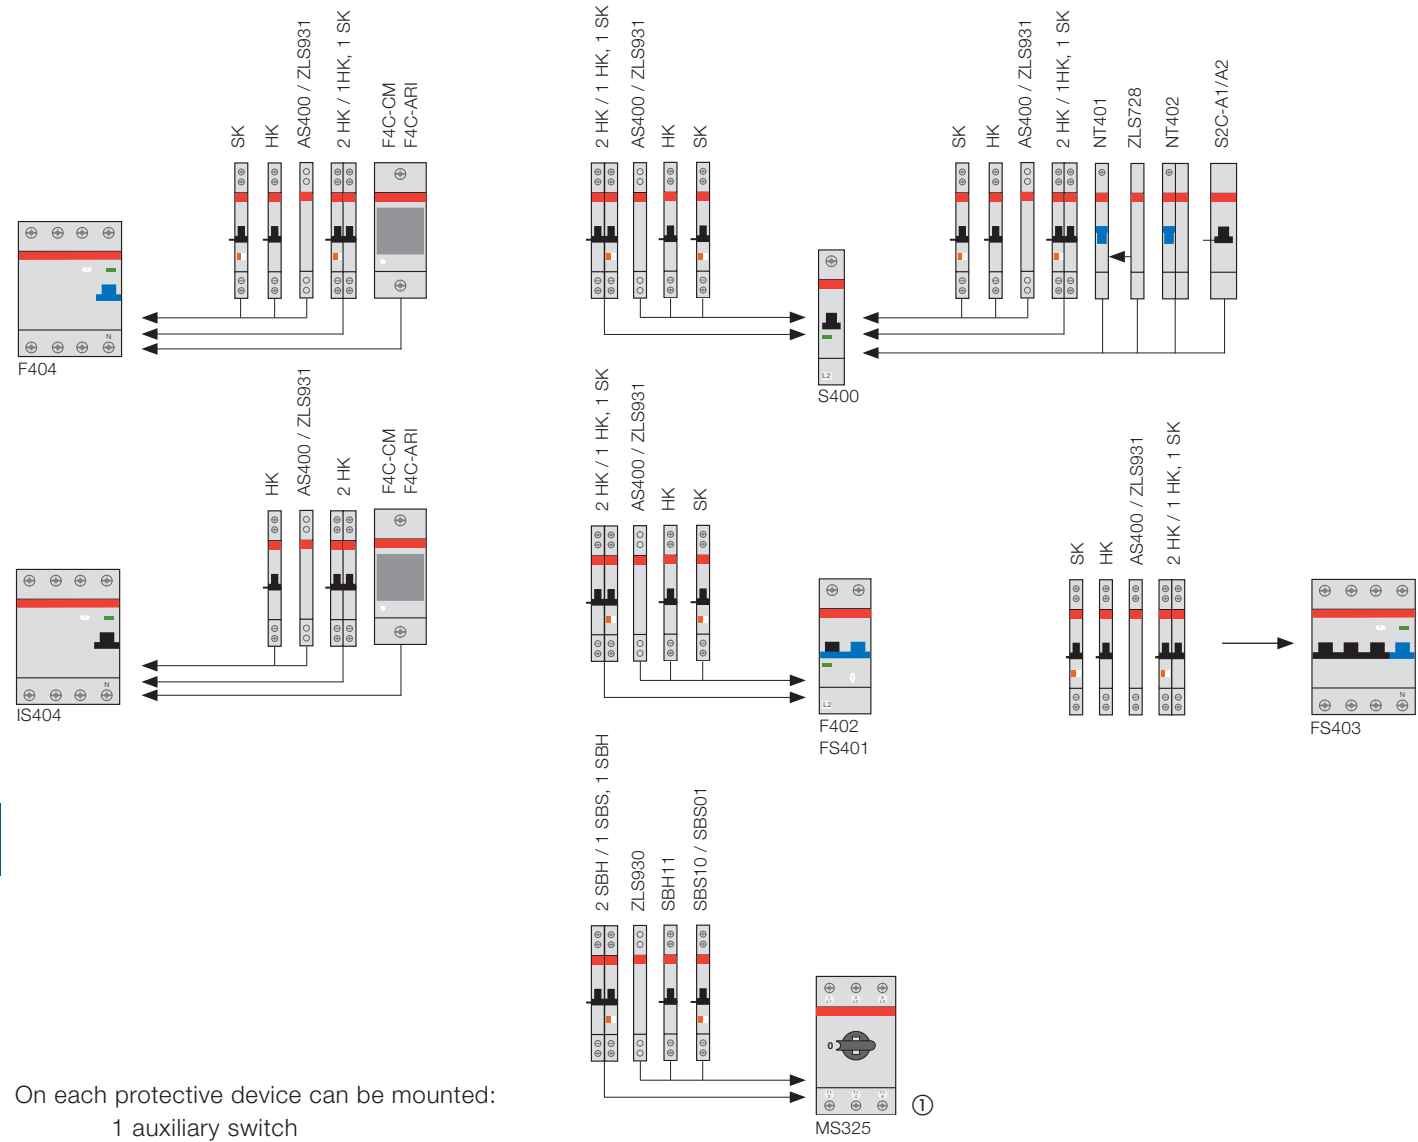 SK
HK
AS400 / ZLS931
2 HK / 1HK, 1 SK
F4C-CM
F4C-ARI
N
F404
2 HK / 1 HK, 1 SK
AS400 / ZLS931
HK
SK
SK
HK
AS400 / ZLS931
2 HK / 1HK, 1 SK
NT401
ZLS728
NT402
S2C-A1/A2
L2
S400
HK
AS400 / ZLS931
2 HK
F4C-CM
F4C-ARI
N
IS404
2 HK / 1 HK, 1 SK
AS400 / ZLS931
HK
SK
L2
F402
FS401
SK
HK
AS400 / ZLS931
2 HK / 1 HK, 1 SK
N
FS403
2 SBH / 1 SBS, 1 SBH
ZLS930
SBH11
SBS10 / SBS01
0
MS325
①
On each protective device can be mounted:
1 auxiliary switch